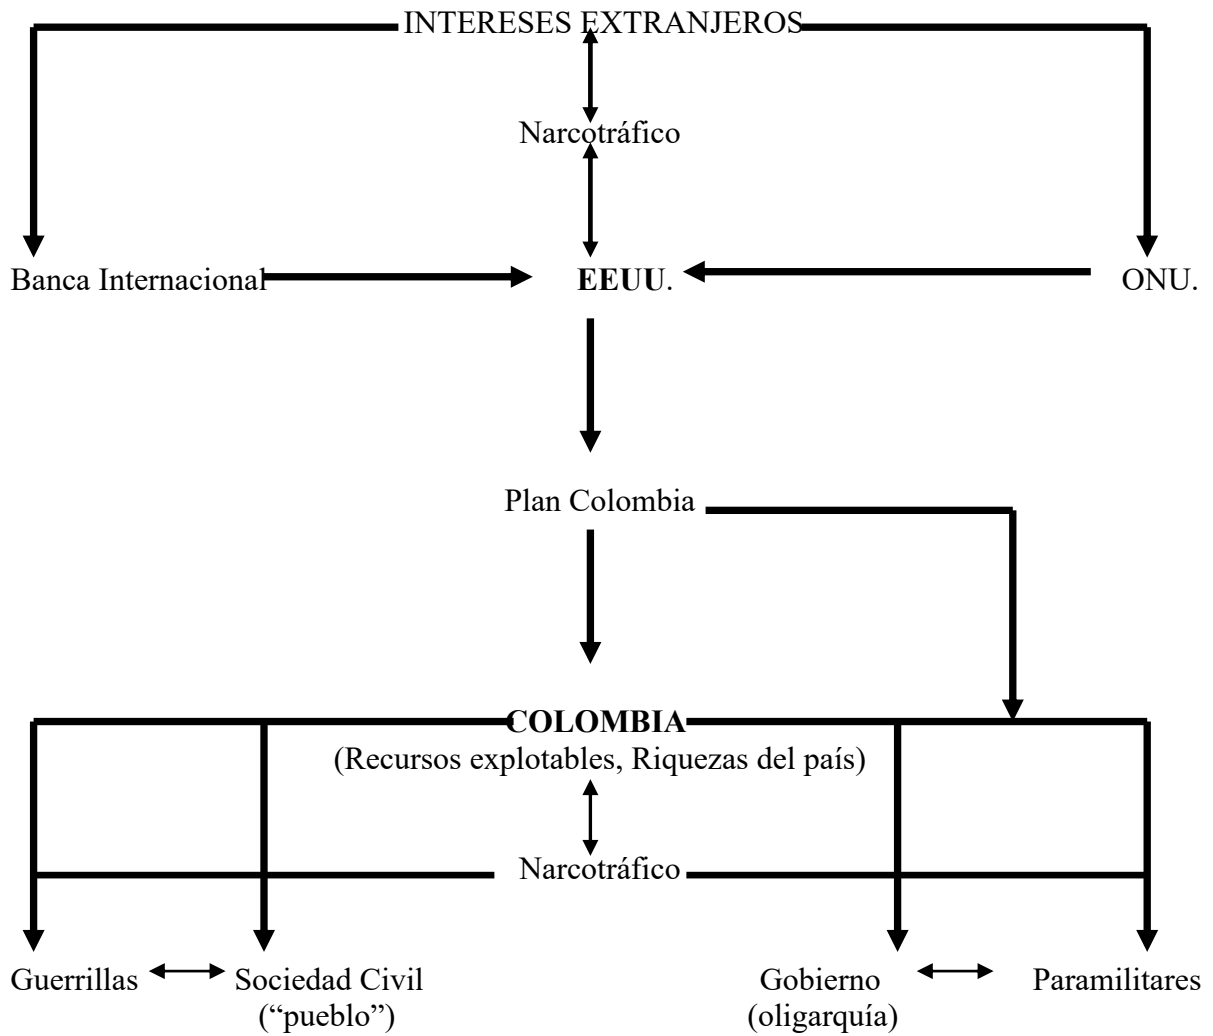 INTERESES EXTRANJEROS
Narcotráfico
Banca Internacional EEUU. ONU.
Plan Colombia
COLOMBIA
(Recursos explotables, Riquezas del país)
Narcotráfico
Guerrillas Sociedad Civil Gobierno Paramilitares
(“pueblo”) (oligarquía)